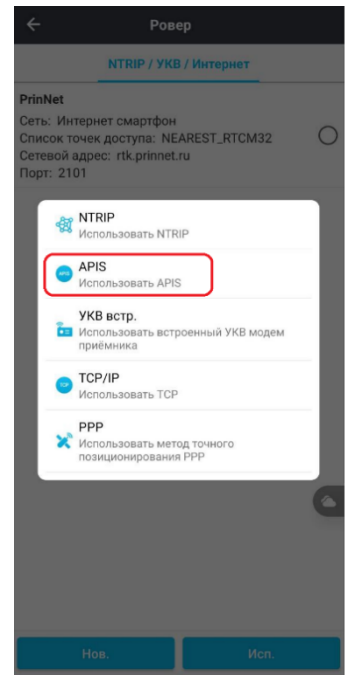 Ровер
NTRIP / УКВ / Интернет
PrinNet
Сеть: Интернет смартфон
Список точек доступа: NEAREST_RTCM32
Сетевой адрес: rtk.prinnet.ru
Порт: 2101
NTRIP
Использовать NTRIP
APIS
APIS
Использовать APIS
УКВ встр.
Использовать встроенный УКВ модем
приёмника
TCP
TCP/IP
Использовать TCP
PPP
Использовать метод точного
позиционирования PPP
Нов.
Исп.